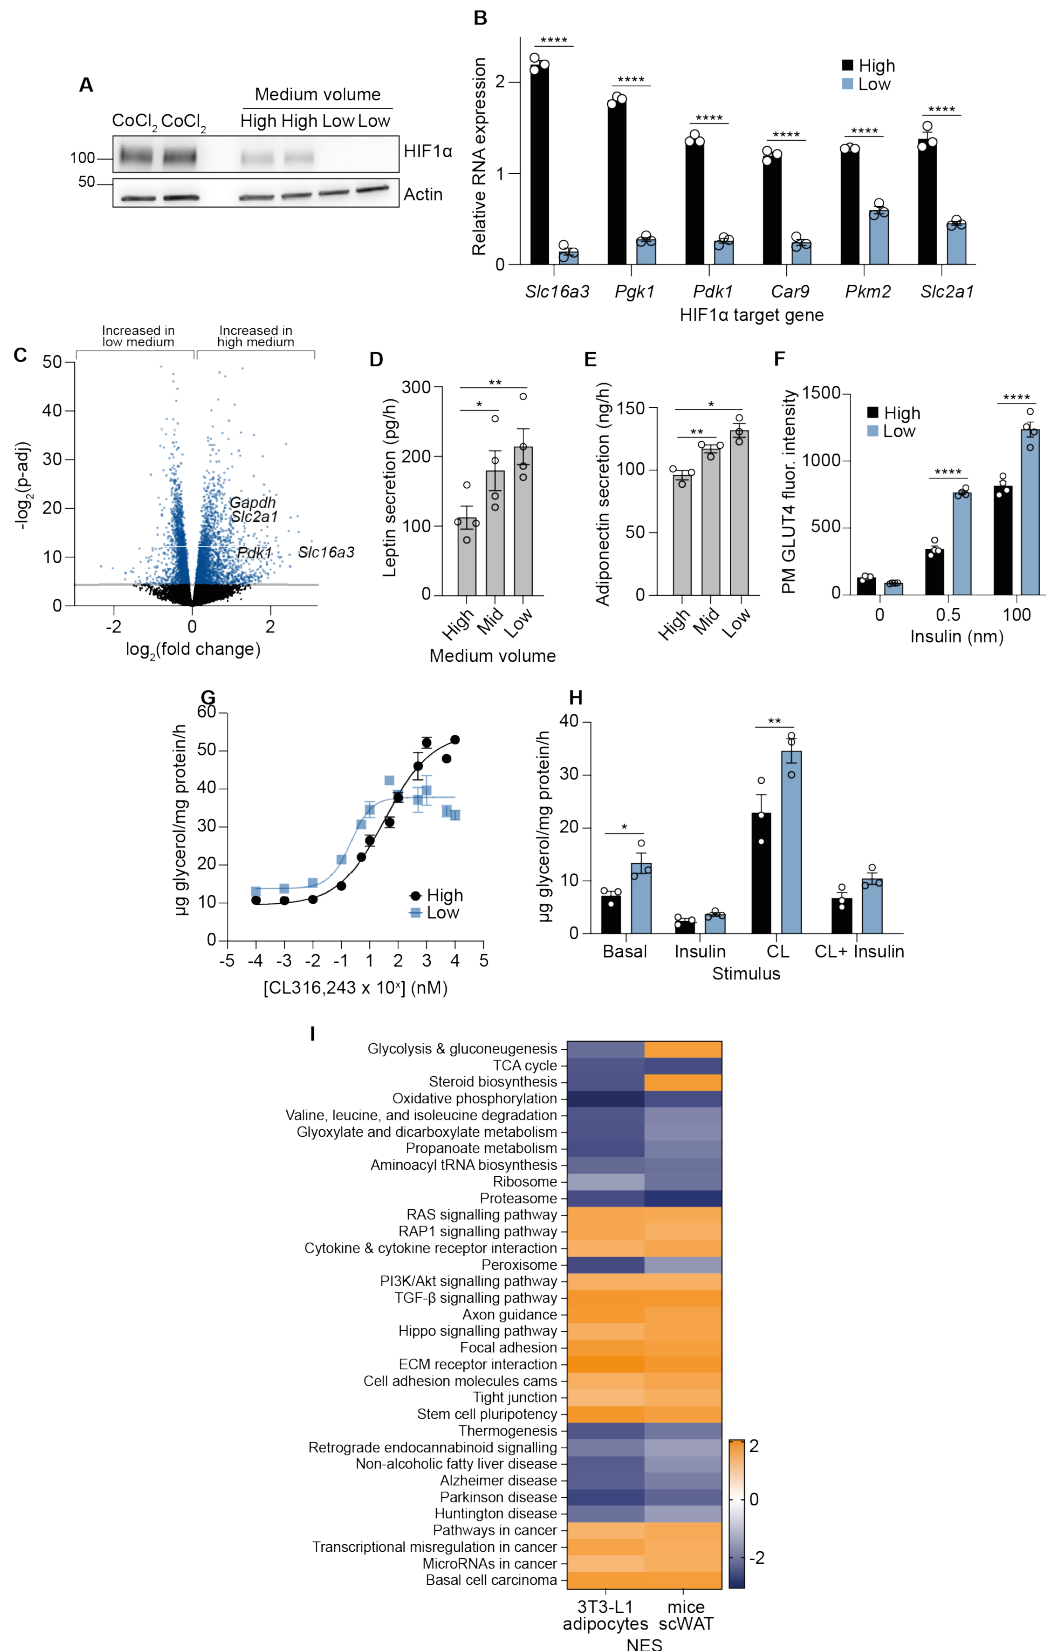 A
Medium volume
CoCl2 CoCl2 High High Low Low
100
HIF1α
50
Actin
B
Relative RNA expression
2
1
0
**** **** **** **** **** ****
High
Low
Slc16a3 Pgk1 Pdk1 Car9 Pkm2 Slc2a1
HIF1α target gene
C
Increased in low medium
Increased in high medium
-log2(p-adj)
50
40
30
20
10
0
Gapdh
Slc2a1
Pdk1
Slc16a3
-2 0 2
log2(fold change)
D
Leptin secretion (pg/h)
300
200
100
0
**
*
High Mid Low
Medium volume
E
Adiponectin secretion (ng/h)
150
100
50
0
*
**
High Mid Low
F
PM GLUT4 fluor. intensity
1500
1000
500
0
High
Low
****
****
0 0.5 100
Insulin (nm)
G
µg glycerol/mg protein/h
60
50
40
30
20
10
0
High
Low
-5 -4 -3 -2 -1 1 2 3 4 5
[CL316,243 x 10^x] (nM)
H
µg glycerol/mg protein/h
40
30
20
10
0
*
**
Basal Insulin CL CL+ Insulin
Stimulus
I
Glycolysis & gluconeugenesis
TCA cycle
Steroid biosynthesis
Oxidative phosphorylation
Valine, leucine, and isoleucine degradation
Glyoxylate and dicarboxylate metabolism
Propanoate metabolism
Aminoacyl tRNA biosynthesis
Ribosome
Proteasome
RAS signalling pathway
RAP1 signalling pathway
Cytokine & cytokine receptor interaction
Peroxisome
PI3K/Akt signalling pathway
TGF-β signalling pathway
Axon guidance
Hippo signalling pathway
Focal adhesion
ECM receptor interaction
Cell adhesion molecules cams
Tight junction
Stem cell pluripotency
Thermogenesis
Retrograde endocannabinoid signalling
Non-alcoholic fatty liver disease
Alzheimer disease
Parkinson disease
Huntington disease
Pathways in cancer
Transcriptional misregulation in cancer
MicroRNAs in cancer
Basal cell carcinoma
2
0
-2
3T3-L1 adipocytes
mice scWAT
NES